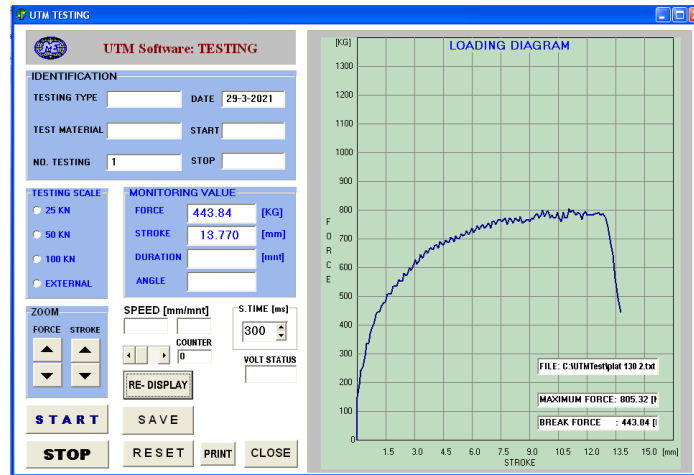 UTM TESTING
UTM Software: TESTING
IDENTIFICATION
TESTING TYPE
DATE 29-3-2021
TEST MATERIAL
START
NO. TESTING 1
STOP
TESTING SCALE
25 KN
50 KN
100 KN
EXTERNAL
MONITORING VALUE
FORCE 443.84 [KG]
STROKE 13.770 [mm]
DURATION [mnt]
ANGLE
ZOOM
FORCE STROKE
SPEED [mm/mnt]
COUNTER
0
S.TIME [ms]
300
VOLT STATUS
RE- DISPLAY
START
SAVE
STOP
RESET
PRINT
CLOSE
[KG]
LOADING DIAGRAM
1300
1200
1100
1000
900
800
700
600
500
400
300
200
100
0
FORCE
FILE: C:\UTMTest\plat 130 2.txt
MAXIMUM FORCE: 805.32 [
BREAK FORCE : 443.84 [
1.5 3.0 4.5 6.0 7.5 9.0 10.5 12.0 13.5 15.0 [mm]
STROKE